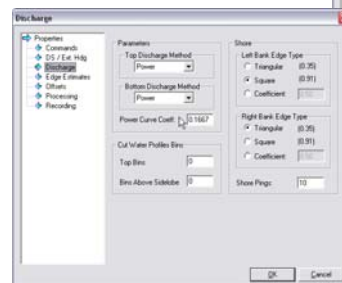 Discharge
Properties
Commands
DS / Ext. Hdg
Discharge
Edge Estimates
Offsets
Processing
Recording
Parameters
Top Discharge Method
Power
Bottom Discharge Method
Power
Power Curve Coeff.: 0.1667
Cut Water Profiles Bins
Top Bins 0
Bins Above Sidelobe 0
Shore
Left Bank Edge Type
Triangular (0.35)
Square (0.91)
Coefficient
Right Bank Edge Type
Triangular (0.35)
Square (0.91)
Coefficient
Shore Pings: 10
OK Cancel